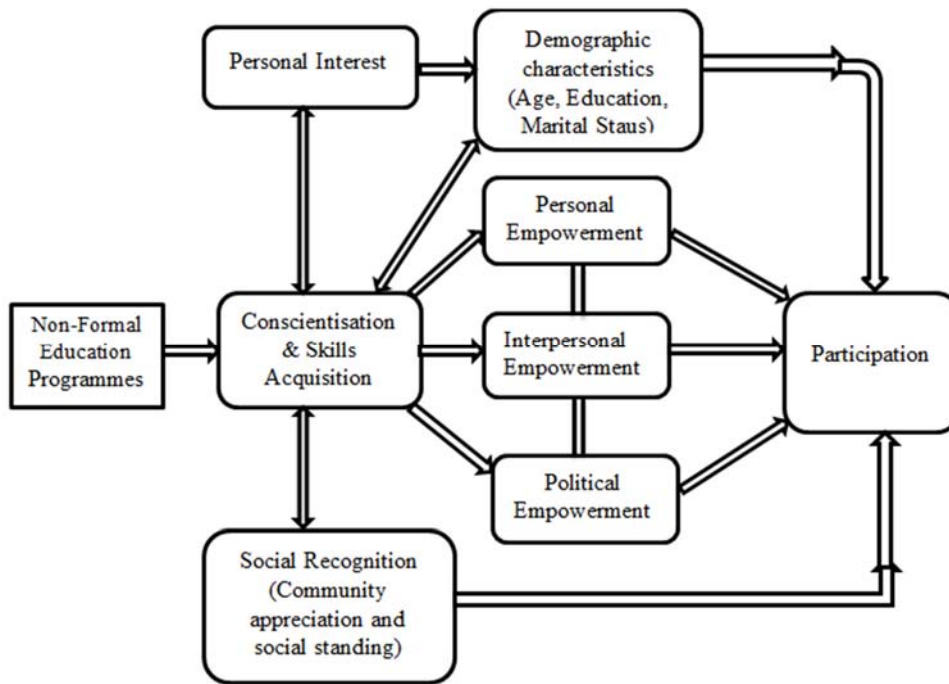 Personal Interest
Demographic
characteristics
(Age, Education,
Marital Staus)
Personal
Empowerment
Non-Formal
Education
Programmes
Conscientisation
& Skills
Acquisition
Interpersonal
Empowerment
Participation
Political
Empowerment
Social Recognition
(Community
appreciation and
social standing)